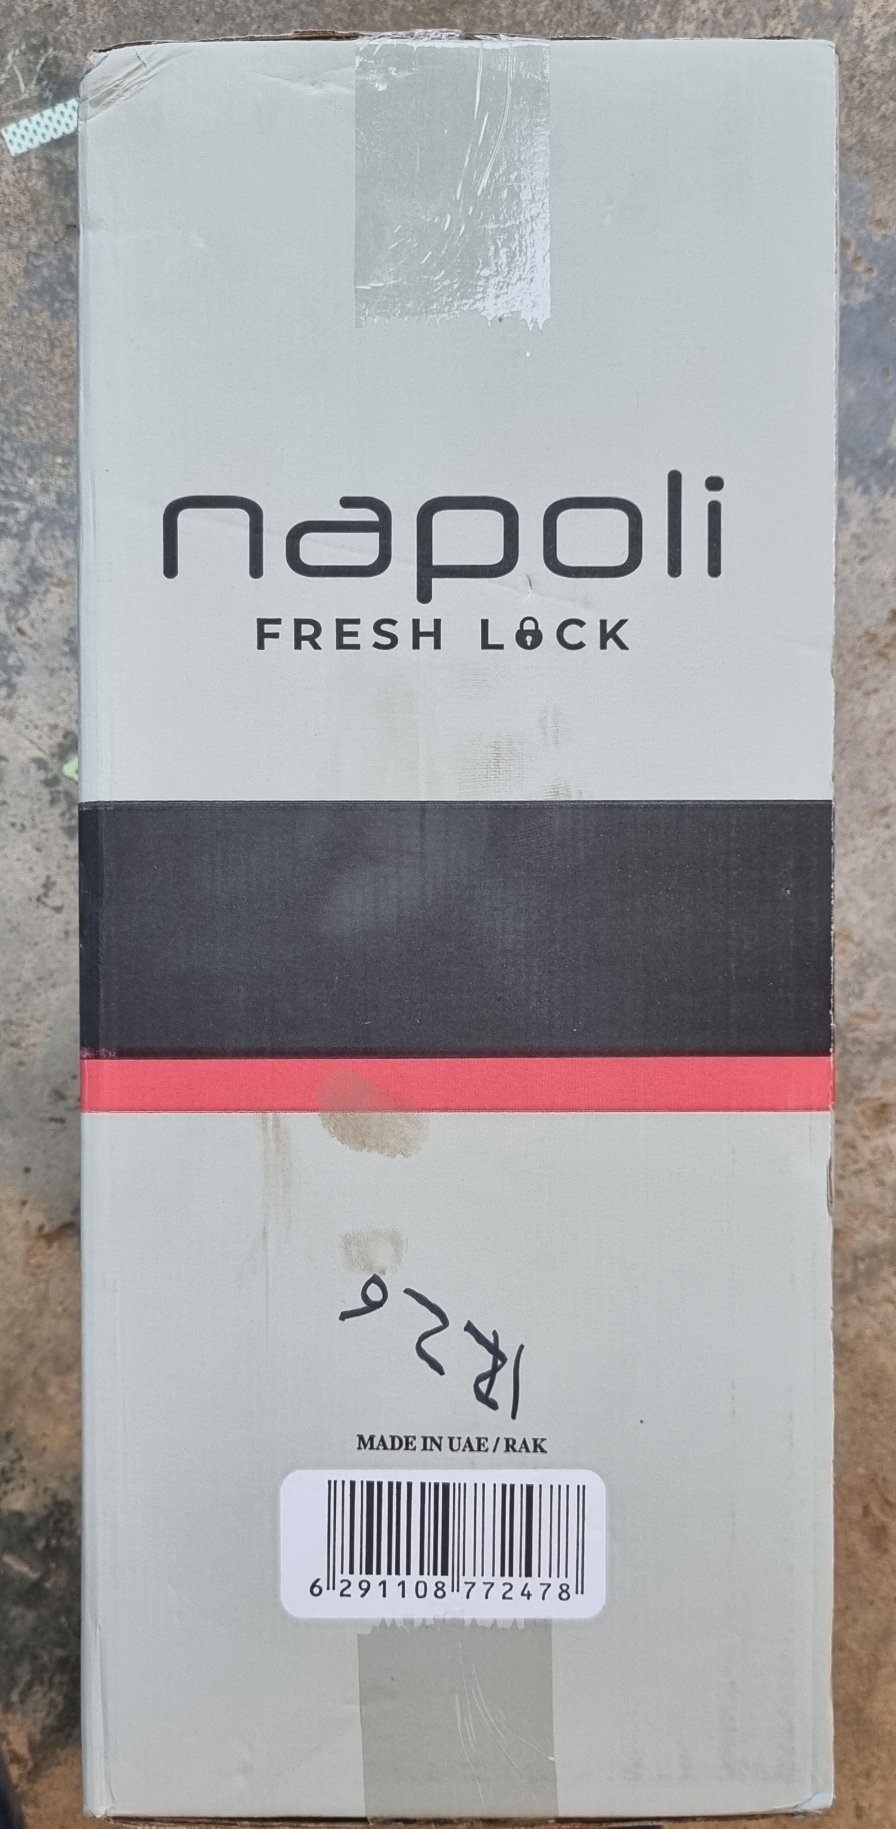 napoli
FRESH LOCK
MADE IN UAE / RAK
6 291108 772478